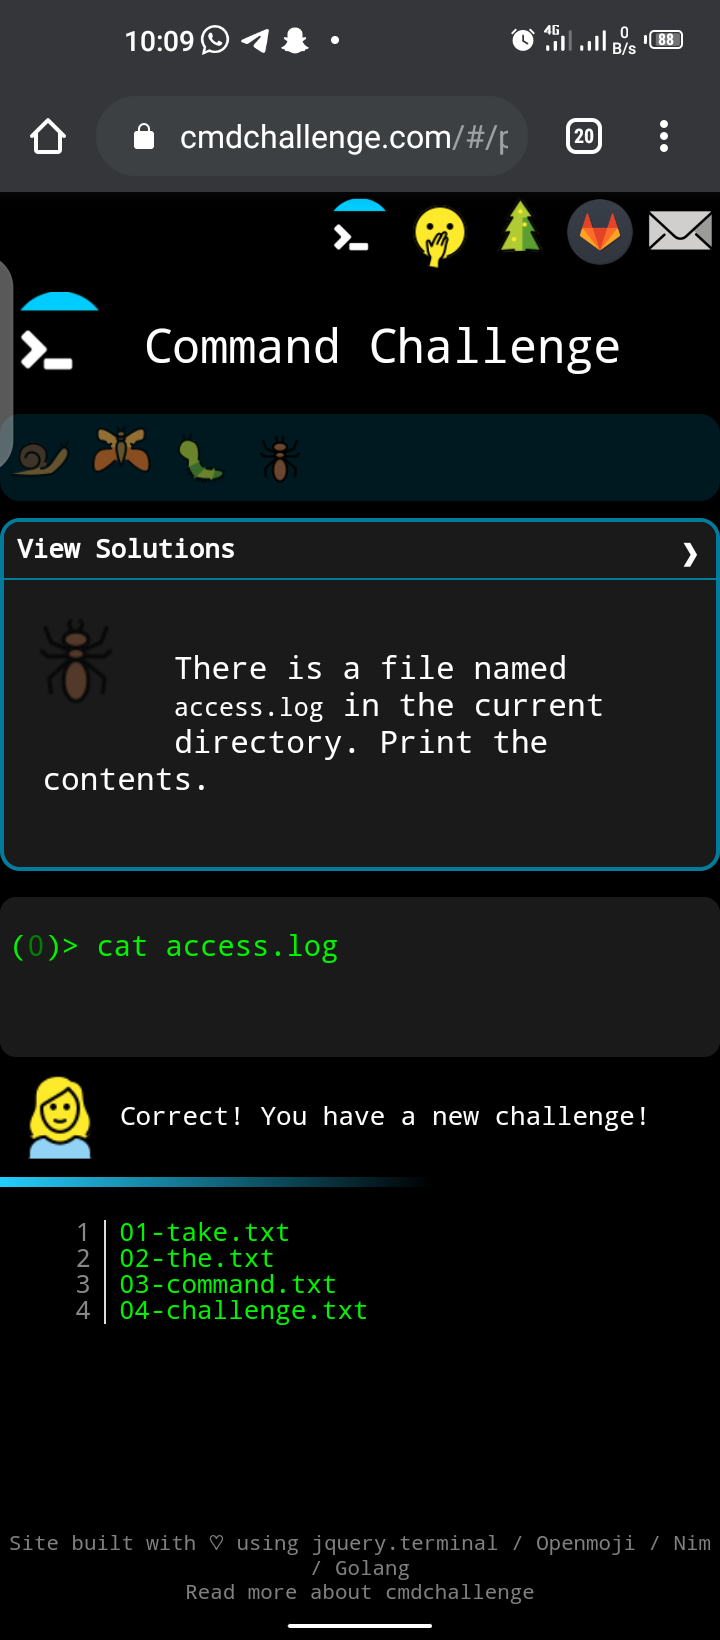 10:09
4G
0
B/s
88
cmdchallenge.com/#/p
20
Command Challenge
View Solutions
There is a file named
access.log in the current
directory. Print the
contents.
(0)> cat access.log
Correct! You have a new challenge!
1 01-take.txt
2 02-the.txt
3 03-command.txt
4 04-challenge.txt
Site built with ♡ using jquery.terminal / Openmoji / Nim
/ Golang
Read more about cmdchallenge